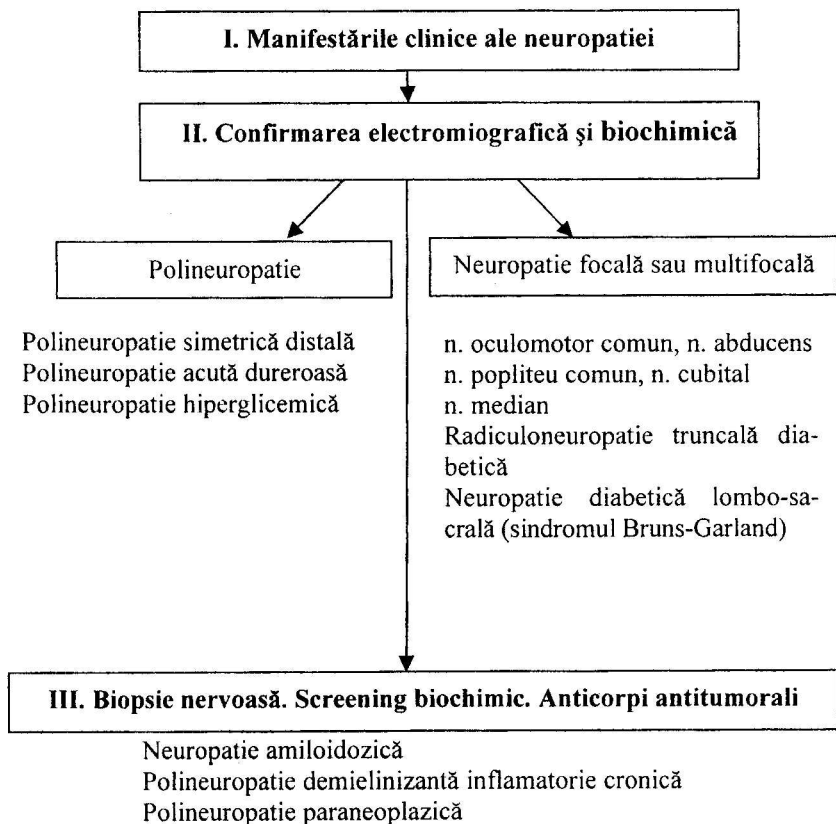 I. Manifestările clinice ale neuropatiei
II. Confirmarea electromiografică şi biochimică
Polineuropatie
Polineuropatie simetrică distală
Polineuropatie acută dureroasă
Polineuropatie hiperglicemică
Neuropatie focală sau multifocală
n. oculomotor comun, n. abducens
n. popliteu comun, n. cubital
n. median
Radiculoneuropatie truncală dia-
betică
Neuropatie diabetică lombo-sa-
crală (sindromul Bruns-Garland)
III. Biopsie nervoasă. Screening biochimic. Anticorpi antitumorali
Neuropatie amiloidozică
Polineuropatie demielinizantă inflamatorie cronică
Polineuropatie paraneoplazică